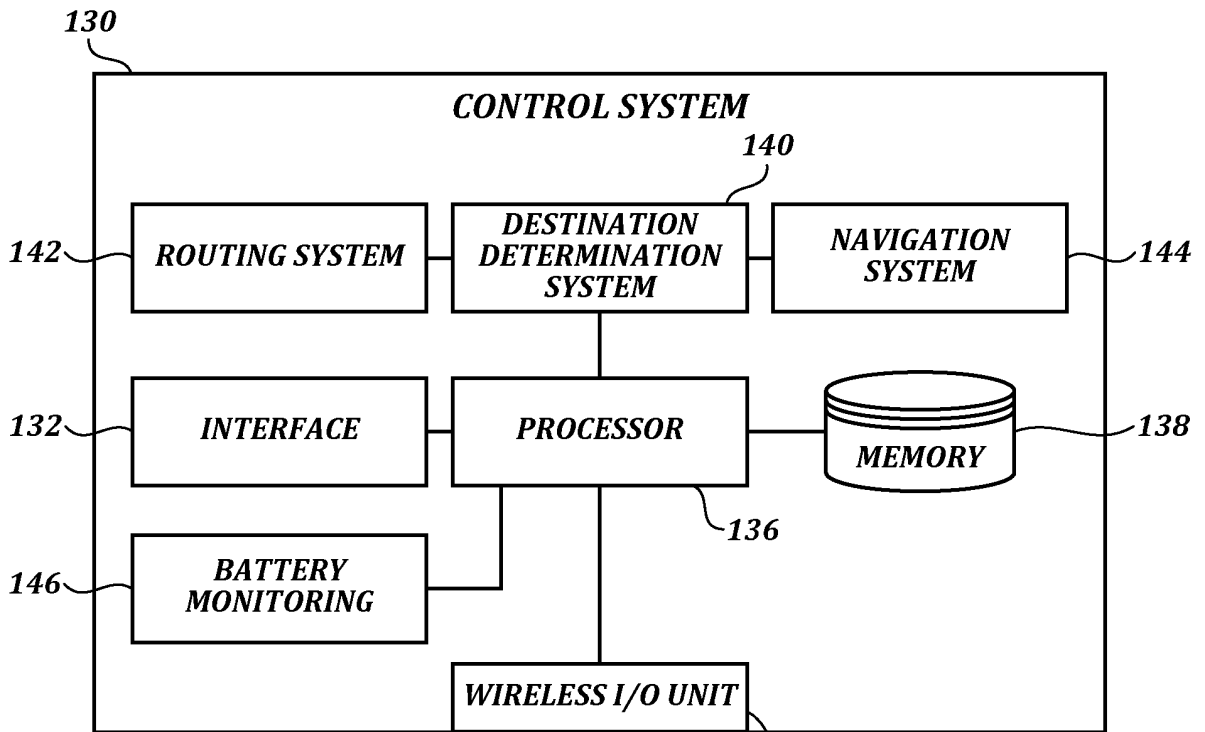 130
CONTROL SYSTEM
140
142
ROUTING SYSTEM
DESTINATION
DETERMINATION
SYSTEM
NAVIGATION
SYSTEM
144
132
INTERFACE
PROCESSOR
MEMORY
138
136
146
BATTERY
MONITORING
WIRELESS I/O UNIT